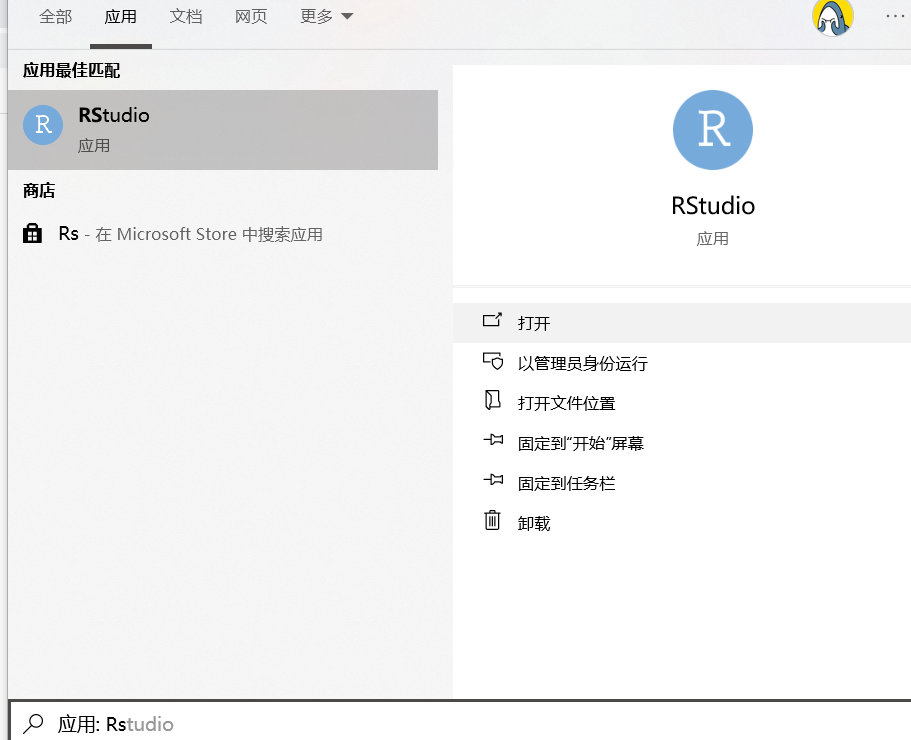 全部 应用 文档 网页 更多
应用最佳匹配
R RStudio
应用
商店
Rs - 在 Microsoft Store 中搜索应用
R
RStudio
应用
打开
以管理员身份运行
打开文件位置
固定到“开始”屏幕
固定到任务栏
卸载
应用: Rstudio